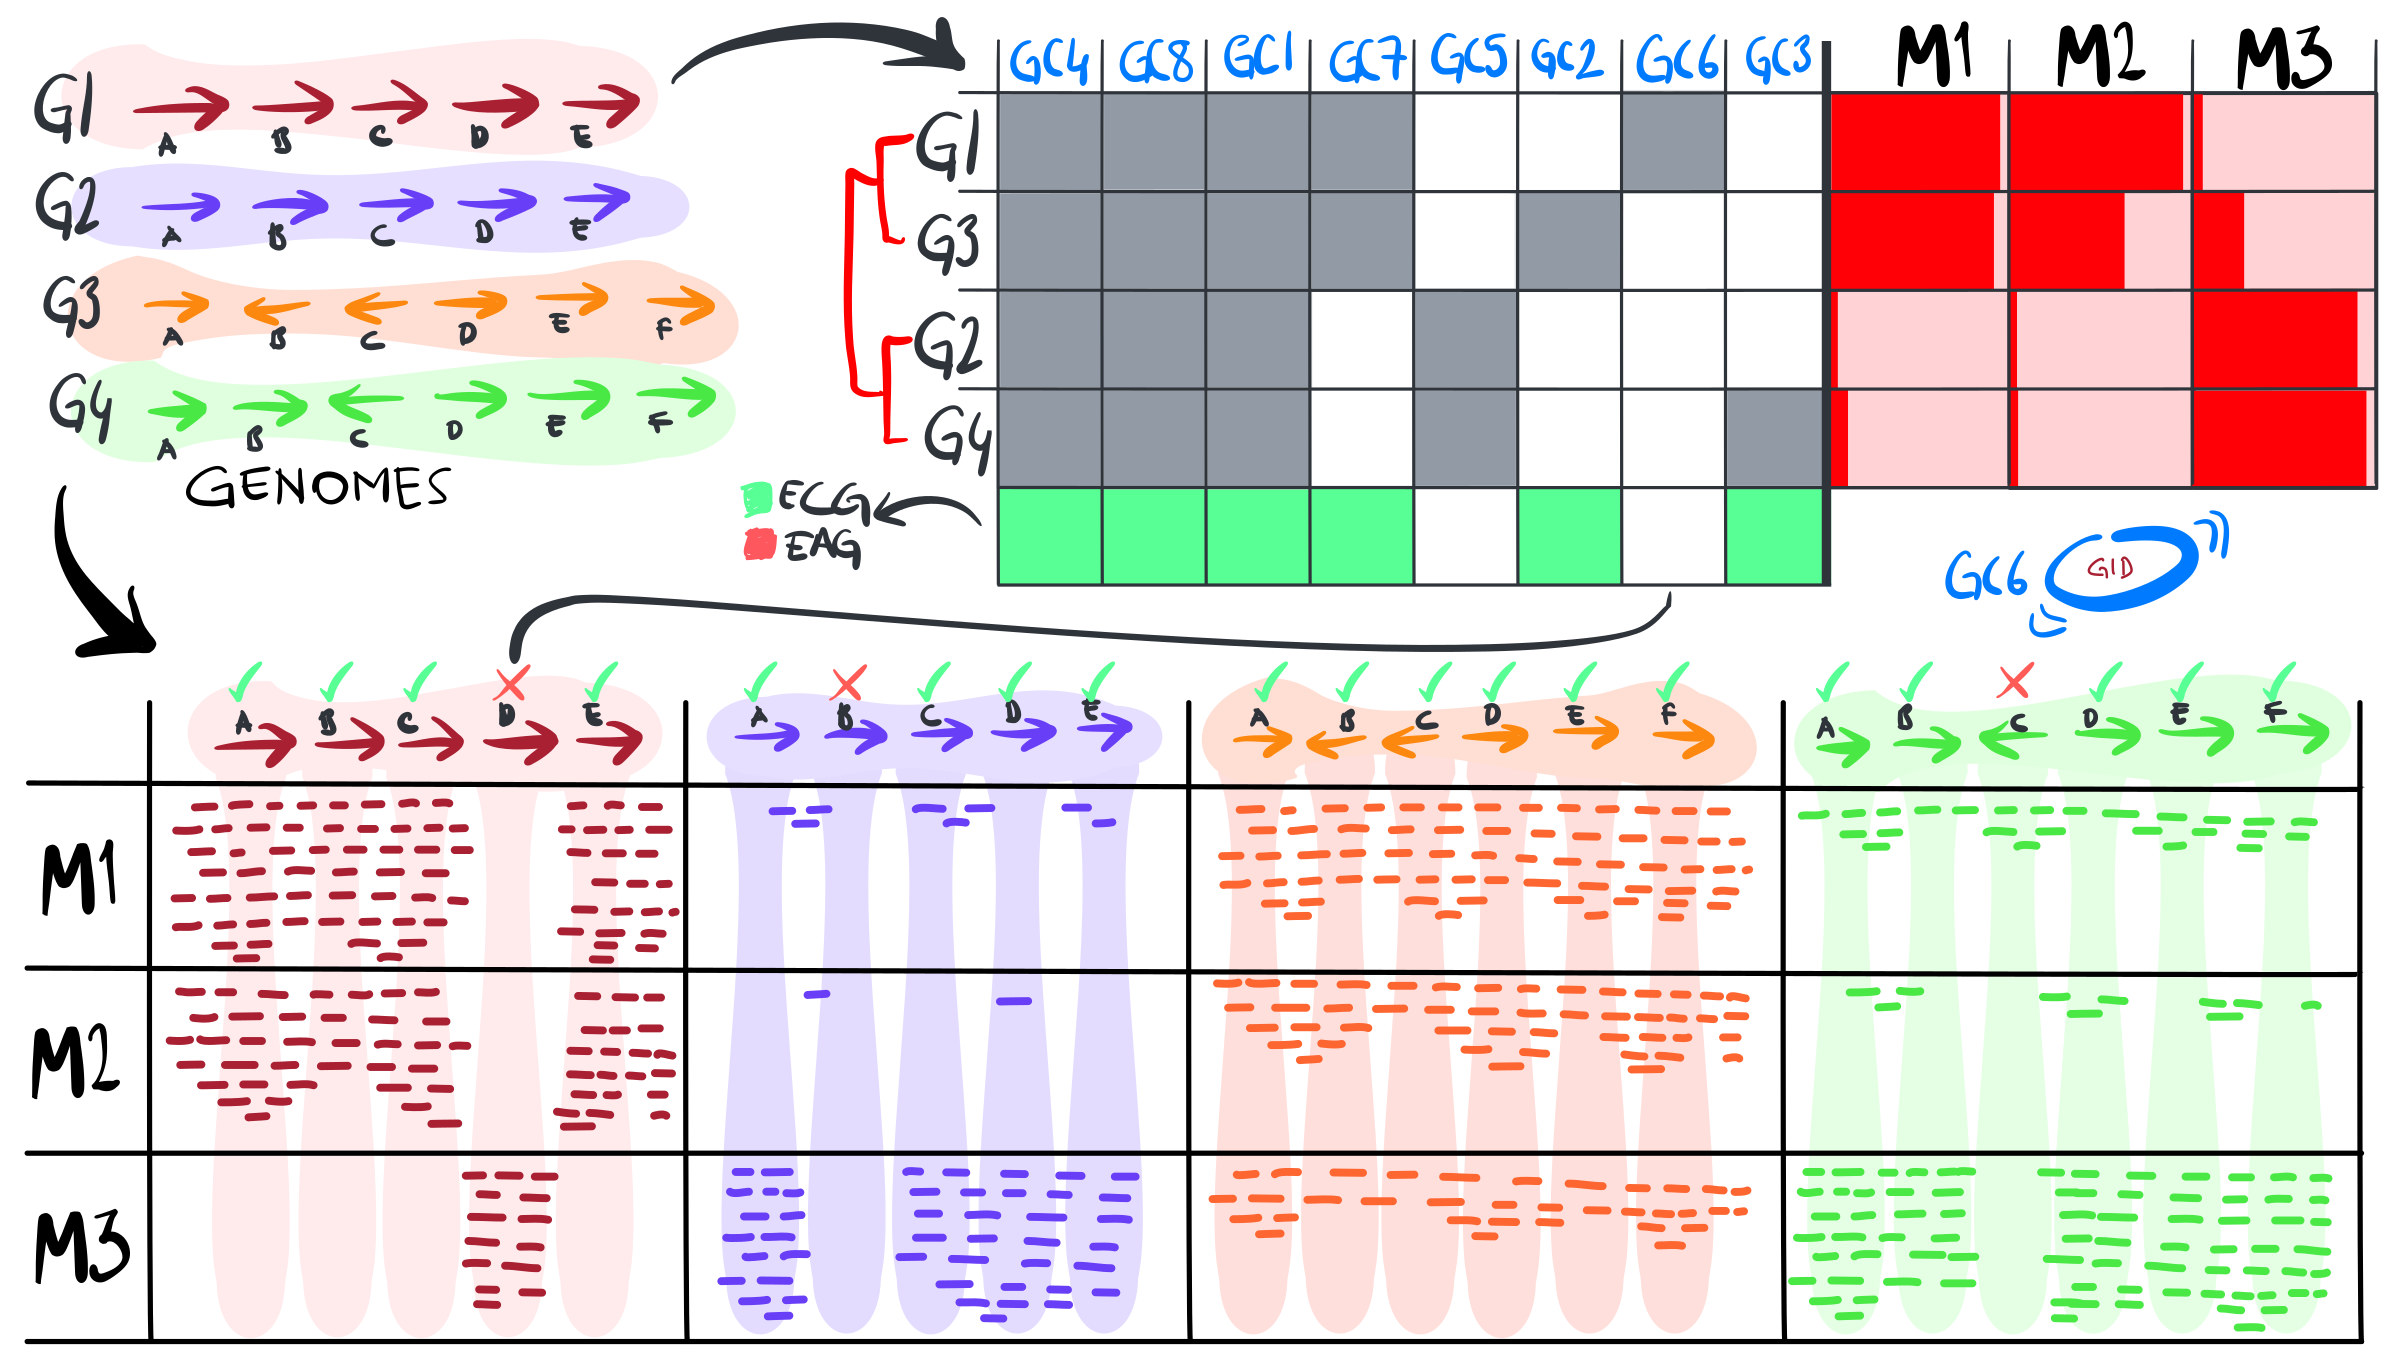 G1
A B C D E
G2
A B C D E
G3
A B C D E F
G4
A B C D E F
GENOMES
GC4 GC8 GC1 GC7 GC5 GC2 GC6 GC3 M1 M2 M3
G1
G3
G2
G4
ECG
EAG
GC6 G1D
A B C D E A B C D E A B C D E F A B C D E F
M1
M2
M3